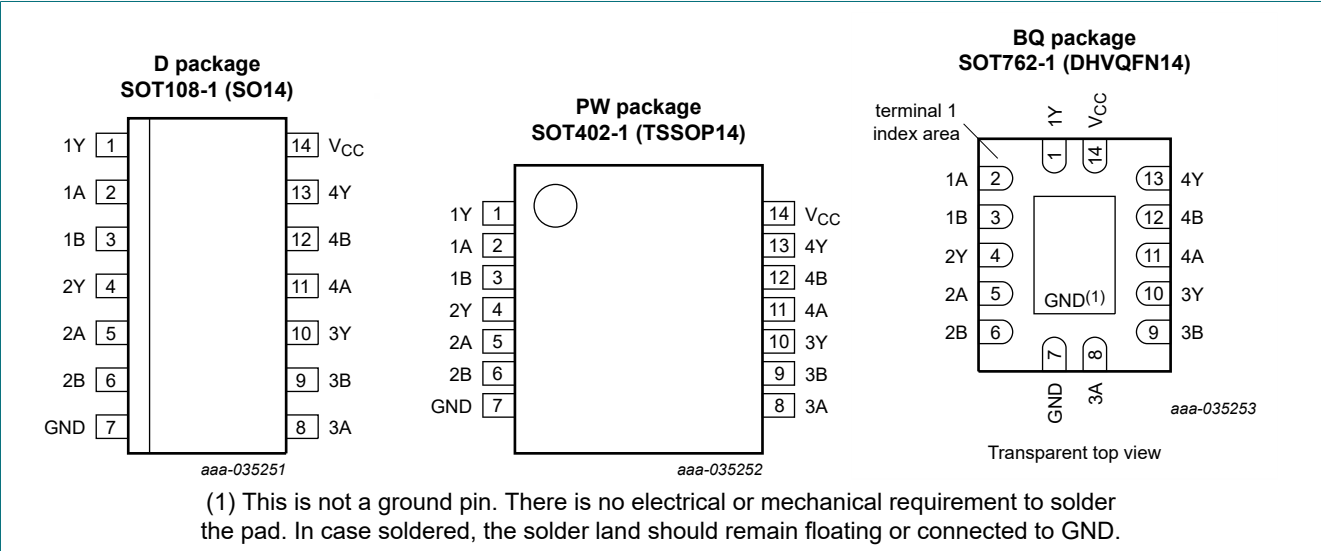 D package
SOT108-1 (SO14)
1Y 1 14 VCC
1A 2 13 4Y
1B 3 12 4B
2Y 4 11 4A
2A 5 10 3Y
2B 6 9 3B
GND 7 8 3A
aaa-035251
PW package
SOT402-1 (TSSOP14)
1Y 1 14 VCC
1A 2 13 4Y
1B 3 12 4B
2Y 4 11 4A
2A 5 10 3Y
2B 6 9 3B
GND 7 8 3A
aaa-035252
BQ package
SOT762-1 (DHVQFN14)
terminal 1
index area
1Y VCC
1 14
1A 2 13 4Y
1B 3 12 4B
2Y 4 11 4A
2A 5 GND(1) 10 3Y
2B 6 9 3B
7 8
GND 3A
aaa-035253
Transparent top view
(1) This is not a ground pin. There is no electrical or mechanical requirement to solder
the pad. In case soldered, the solder land should remain floating or connected to GND.